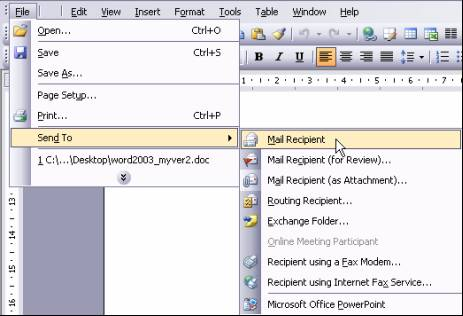 File Edit View Insert Format Tools Table Window Help
Open... Ctrl+O
Save Ctrl+S
Save As...
Page Setup...
Print... Ctrl+P
Send To
1 C:\...\Desktop\word2003_myver2.doc
Mail Recipient
Mail Recipient (for Review)...
Mail Recipient (as Attachment)...
Routing Recipient...
Exchange Folder...
Online Meeting Participant
Recipient using a Fax Modem...
Recipient using Internet Fax Service...
Microsoft Office PowerPoint
B I U